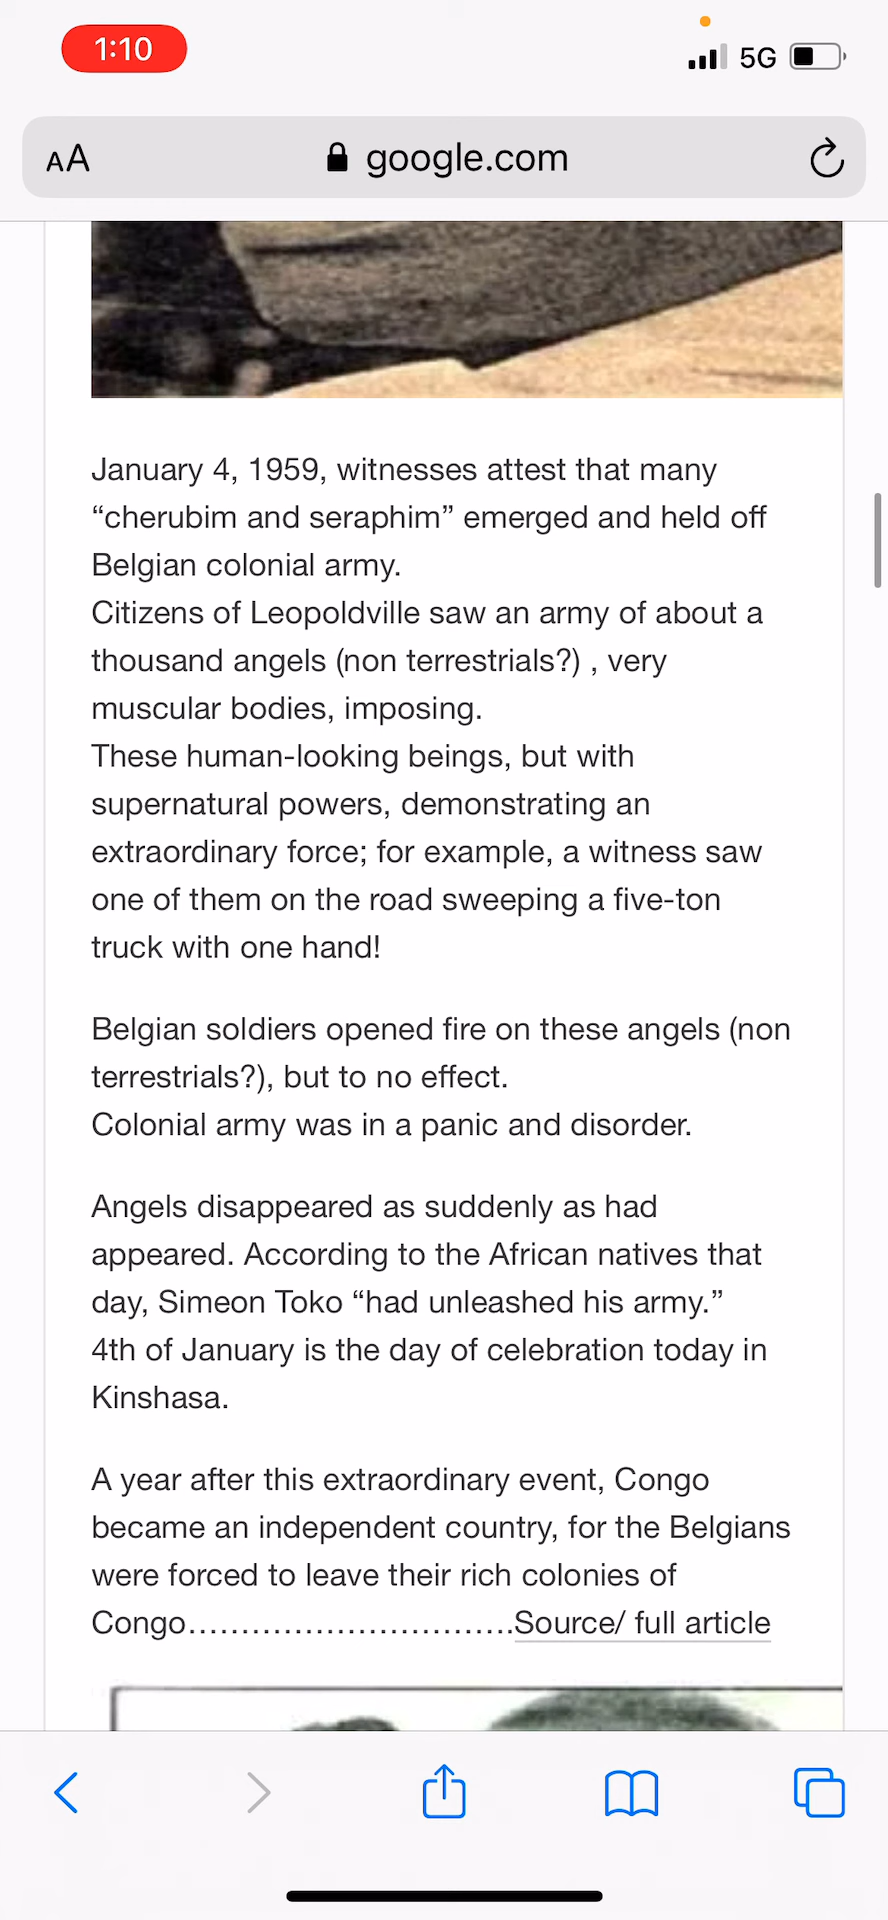 1:10
5G
AA
google.com
January 4, 1959, witnesses attest that many
“cherubim and seraphim” emerged and held off
Belgian colonial army.
Citizens of Leopoldville saw an army of about a
thousand angels (non terrestrials?) , very
muscular bodies, imposing.
These human-looking beings, but with
supernatural powers, demonstrating an
extraordinary force; for example, a witness saw
one of them on the road sweeping a five-ton
truck with one hand!
Belgian soldiers opened fire on these angels (non
terrestrials?), but to no effect.
Colonial army was in a panic and disorder.
Angels disappeared as suddenly as had
appeared. According to the African natives that
day, Simeon Toko “had unleashed his army.”
4th of January is the day of celebration today in
Kinshasa.
A year after this extraordinary event, Congo
became an independent country, for the Belgians
were forced to leave their rich colonies of
Congo…………………………..Source/ full article